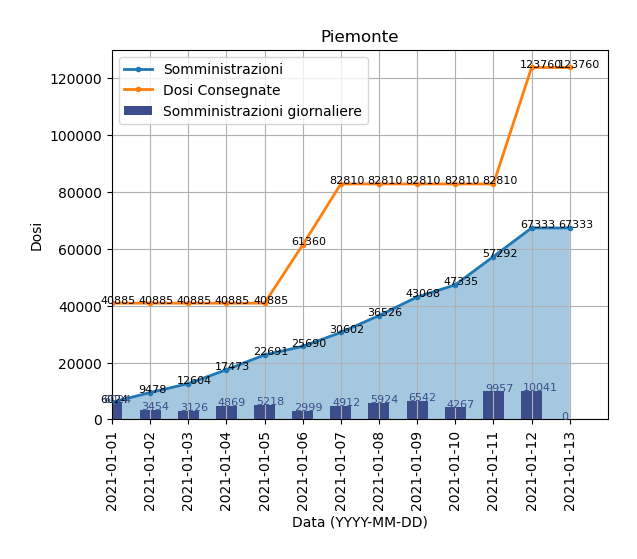 Piemonte
Somministrazioni
Dosi Consegnate
Somministrazioni giornaliere
Dosi
120000
100000
80000
60000
40000
20000
0
123760 123760
82810 82810 82810 82810 82810
61360
40885 40885 40885 40885 40885
6024 9478 12604 17473 22691 25690 30602 36526 43068 47335 57292 67333 67333
3454 3126 4869 5218 2999 4912 5924 6542 4267 9957 10041 0
2021-01-01
2021-01-02
2021-01-03
2021-01-04
2021-01-05
2021-01-06
2021-01-07
2021-01-08
2021-01-09
2021-01-10
2021-01-11
2021-01-12
2021-01-13
Data (YYYY-MM-DD)